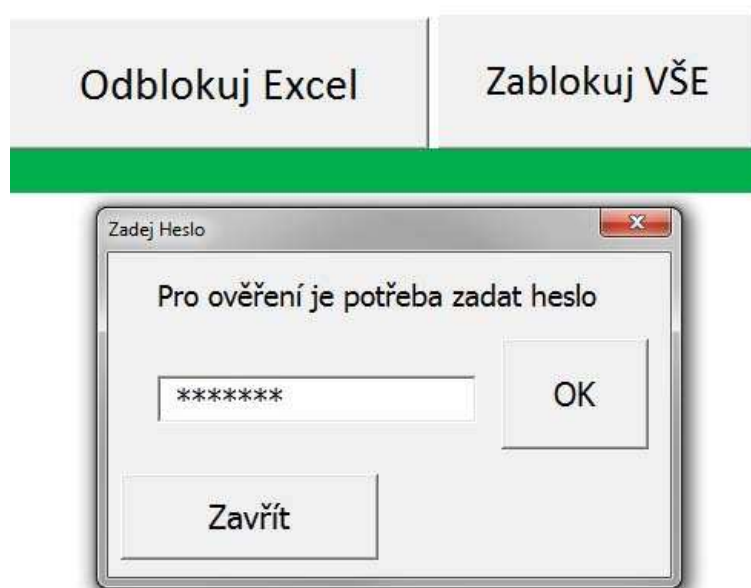 Odblokuj Excel
Zablokuj VŠE
Zadej Heslo
Pro ověření je potřeba zadat heslo
*******
OK
Zavřít